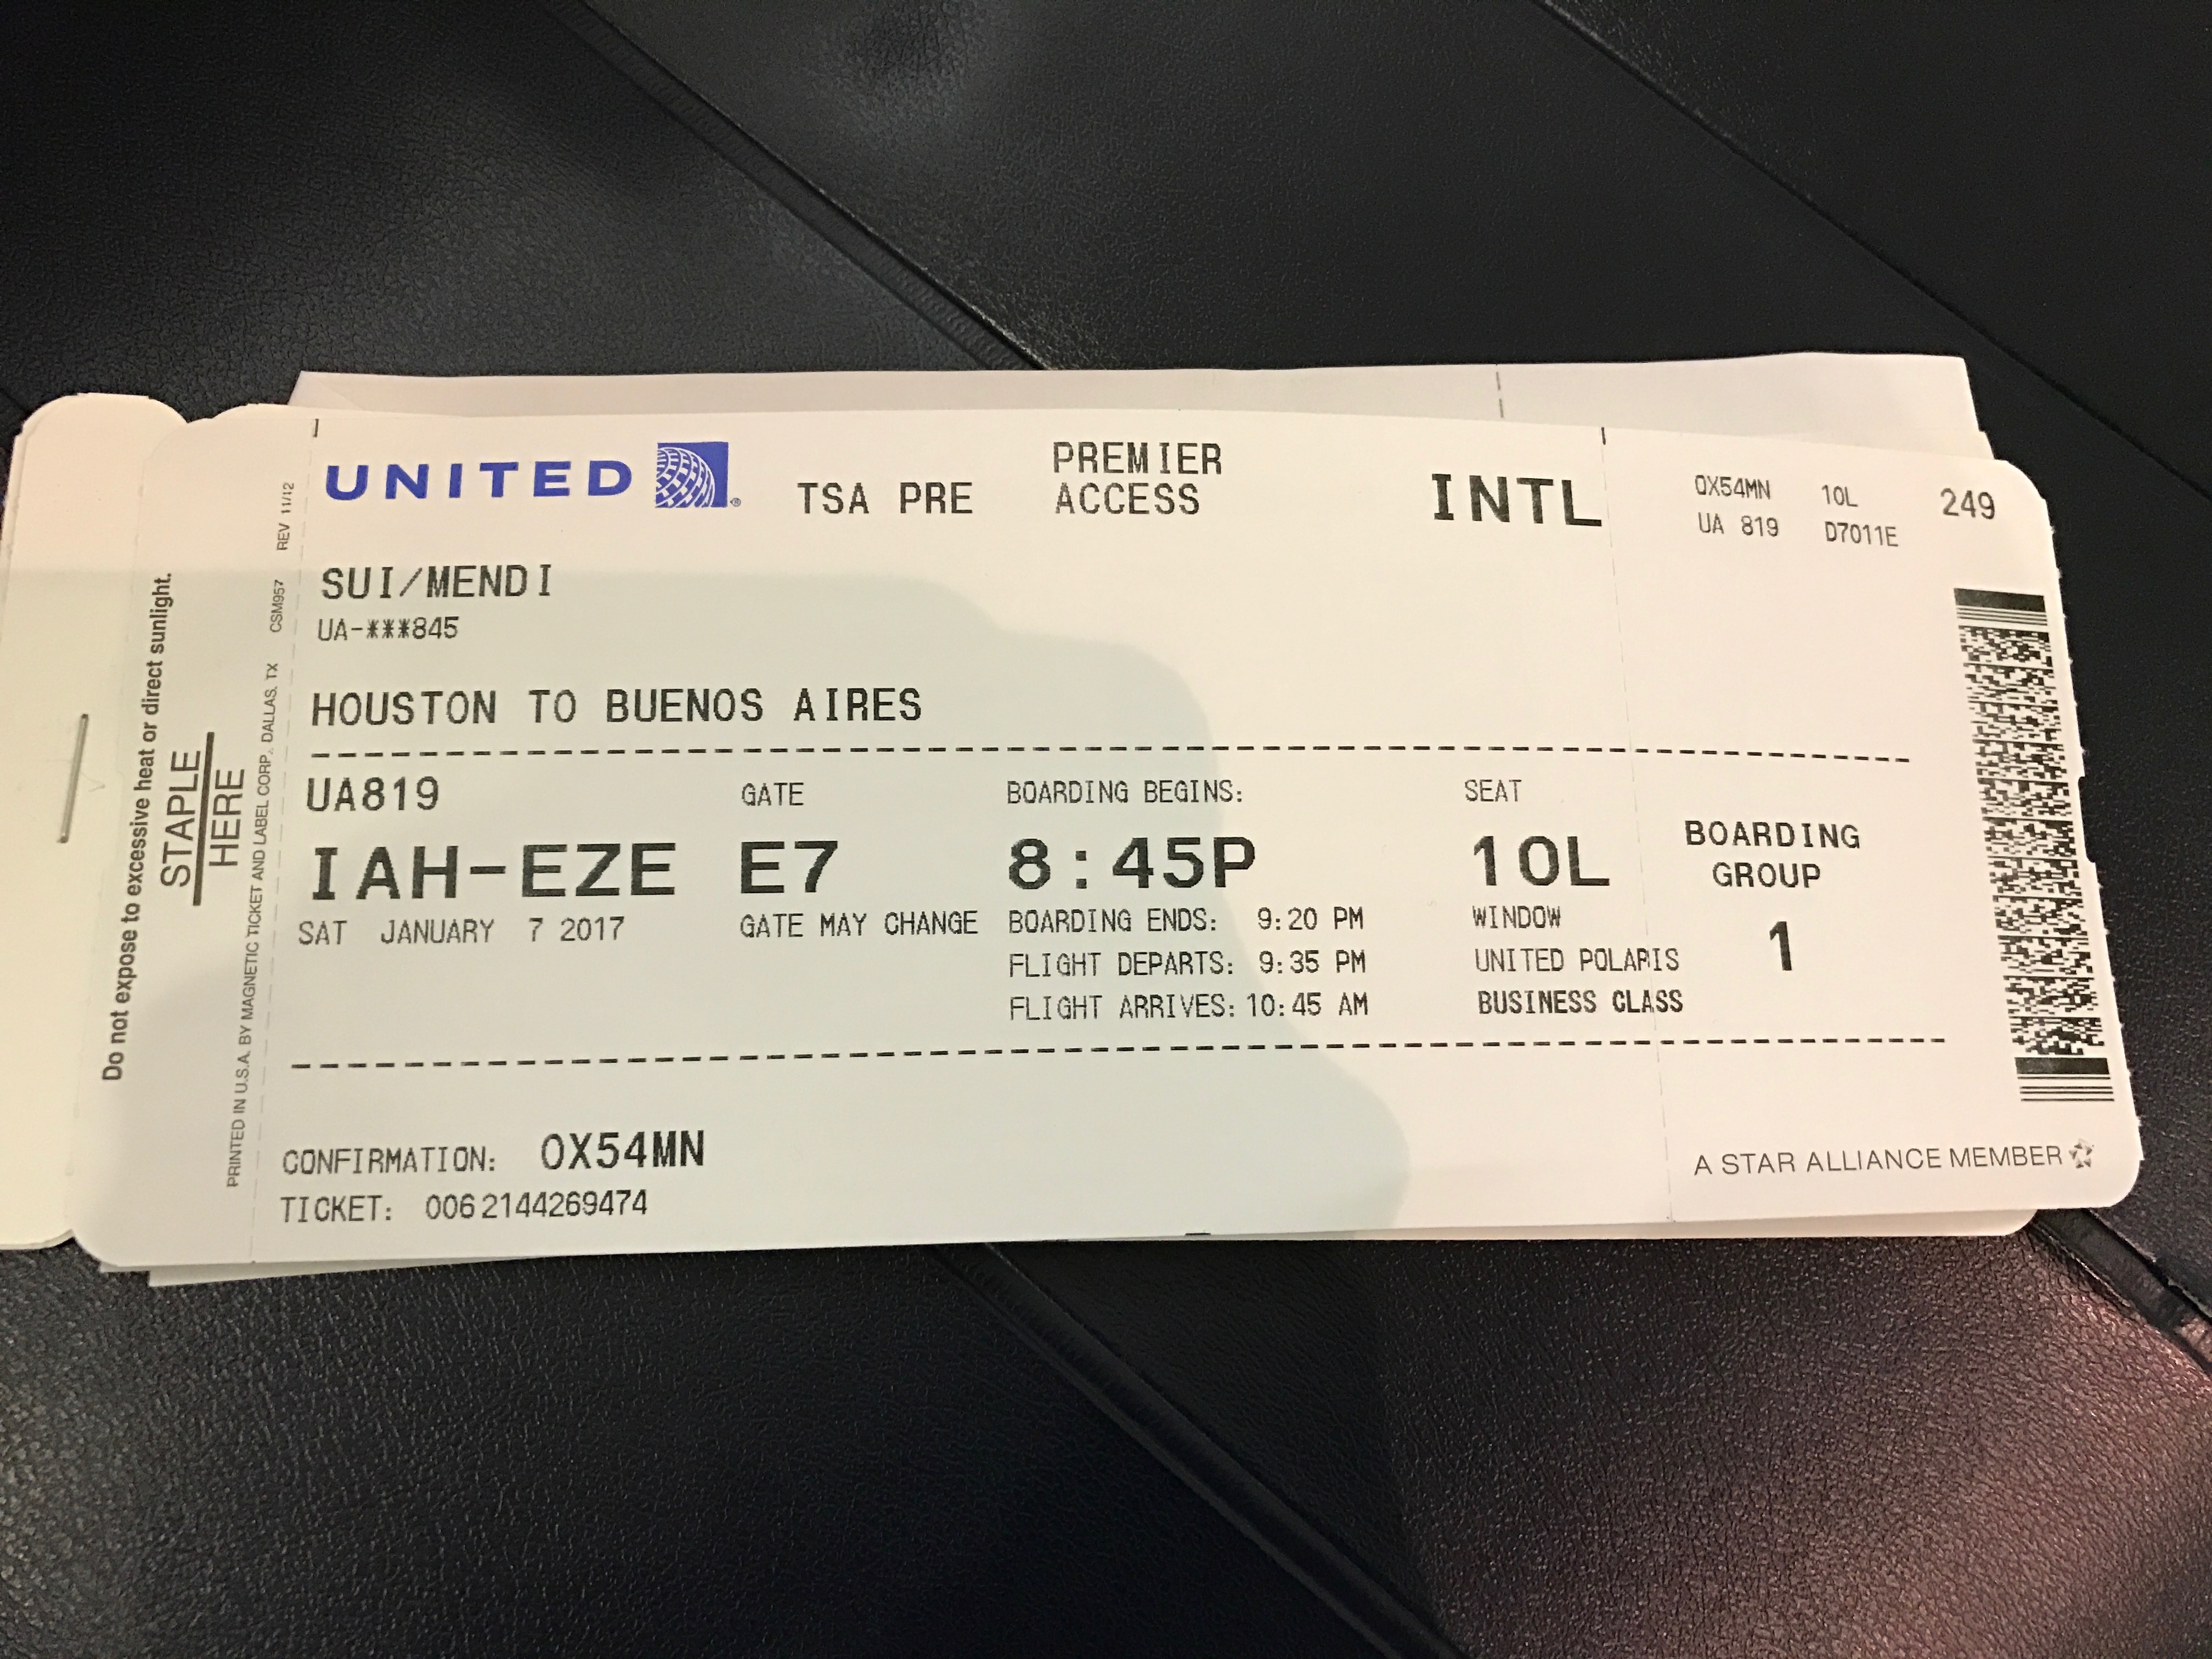 UNITED
TSA PRE
PREMIER
ACCESS
INTL
SUI/MENDI
UA-***845
HOUSTON TO BUENOS AIRES
UA819
IAH-EZE
SAT JANUARY 7 2017
GATE
E7
GATE MAY CHANGE
BOARDING BEGINS:
8:45P
BOARDING ENDS: 9:20 PM
FLIGHT DEPARTS: 9:35 PM
FLIGHT ARRIVES: 10:45 AM
SEAT
10L
WINDOW
UNITED POLARIS
BUSINESS CLASS
CONFIRMATION: OX54MN
TICKET: 0062144269474
OX54MN 10L 249
UA 819 D7011E
BOARDING
GROUP
1
A STAR ALLIANCE MEMBER
Do not expose to excessive heat or direct sunlight.
STAPLE
HERE
PRINTED IN U.S.A. BY MAGNETIC TICKET AND LABEL CORP., DALLAS, TX CSM957 REV 11/12